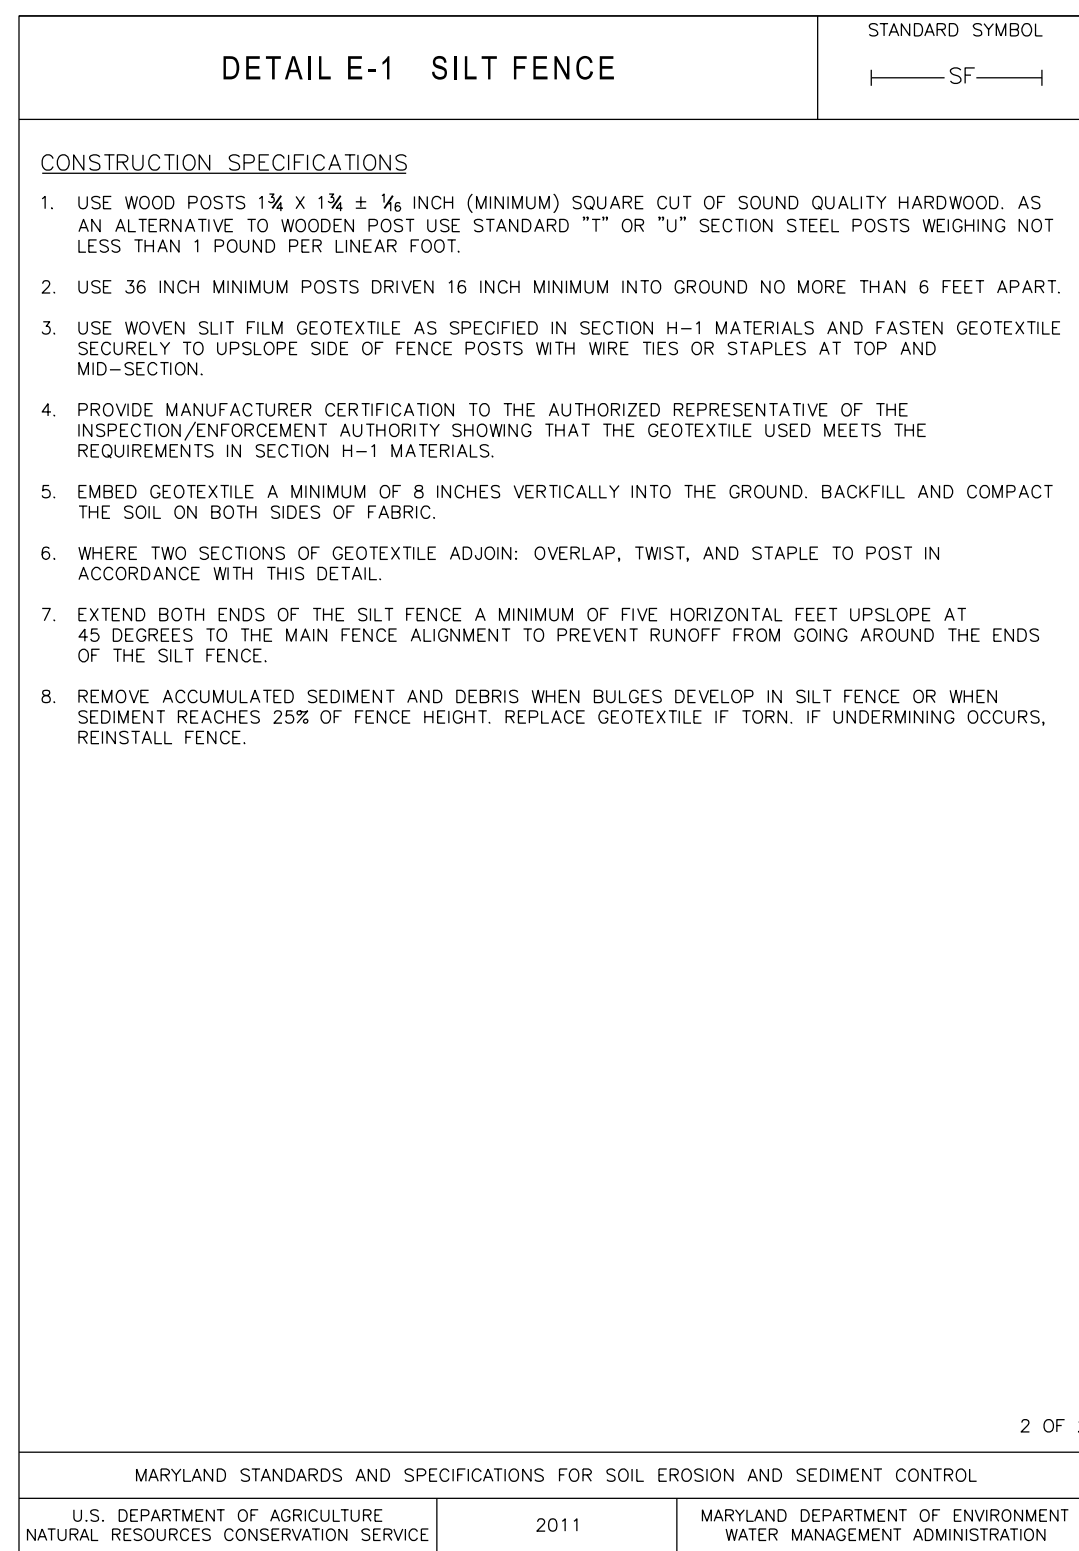 DETAIL E-1 SILT FENCE
STANDARD SYMBOL
SF
CONSTRUCTION SPECIFICATIONS
1. USE WOOD POSTS 1¾ X 1¾ ± 1/16 INCH (MINIMUM) SQUARE CUT OF SOUND QUALITY HARDWOOD. AS
AN ALTERNATIVE TO WOODEN POST USE STANDARD "T" OR "U" SECTION STEEL POSTS WEIGHING NOT
LESS THAN 1 POUND PER LINEAR FOOT.
2. USE 36 INCH MINIMUM POSTS DRIVEN 16 INCH MINIMUM INTO GROUND NO MORE THAN 6 FEET APART.
3. USE WOVEN SLIT FILM GEOTEXTILE AS SPECIFIED IN SECTION H-1 MATERIALS AND FASTEN GEOTEXTILE
SECURELY TO UPSLOPE SIDE OF FENCE POSTS WITH WIRE TIES OR STAPLES AT TOP AND
MID-SECTION.
4. PROVIDE MANUFACTURER CERTIFICATION TO THE AUTHORIZED REPRESENTATIVE OF THE
INSPECTION/ENFORCEMENT AUTHORITY SHOWING THAT THE GEOTEXTILE USED MEETS THE
REQUIREMENTS IN SECTION H-1 MATERIALS.
5. EMBED GEOTEXTILE A MINIMUM OF 8 INCHES VERTICALLY INTO THE GROUND. BACKFILL AND COMPACT
THE SOIL ON BOTH SIDES OF FABRIC.
6. WHERE TWO SECTIONS OF GEOTEXTILE ADJOIN: OVERLAP, TWIST, AND STAPLE TO POST IN
ACCORDANCE WITH THIS DETAIL.
7. EXTEND BOTH ENDS OF THE SILT FENCE A MINIMUM OF FIVE HORIZONTAL FEET UPSLOPE AT
45 DEGREES TO THE MAIN FENCE ALIGNMENT TO PREVENT RUNOFF FROM GOING AROUND THE ENDS
OF THE SILT FENCE.
8. REMOVE ACCUMULATED SEDIMENT AND DEBRIS WHEN BULGES DEVELOP IN SILT FENCE OR WHEN
SEDIMENT REACHES 25% OF FENCE HEIGHT. REPLACE GEOTEXTILE IF TORN. IF UNDERMINING OCCURS,
REINSTALL FENCE.
2 OF
MARYLAND STANDARDS AND SPECIFICATIONS FOR SOIL EROSION AND SEDIMENT CONTROL
U.S. DEPARTMENT OF AGRICULTURE
NATURAL RESOURCES CONSERVATION SERVICE
2011
MARYLAND DEPARTMENT OF ENVIRONMENT
WATER MANAGEMENT ADMINISTRATION